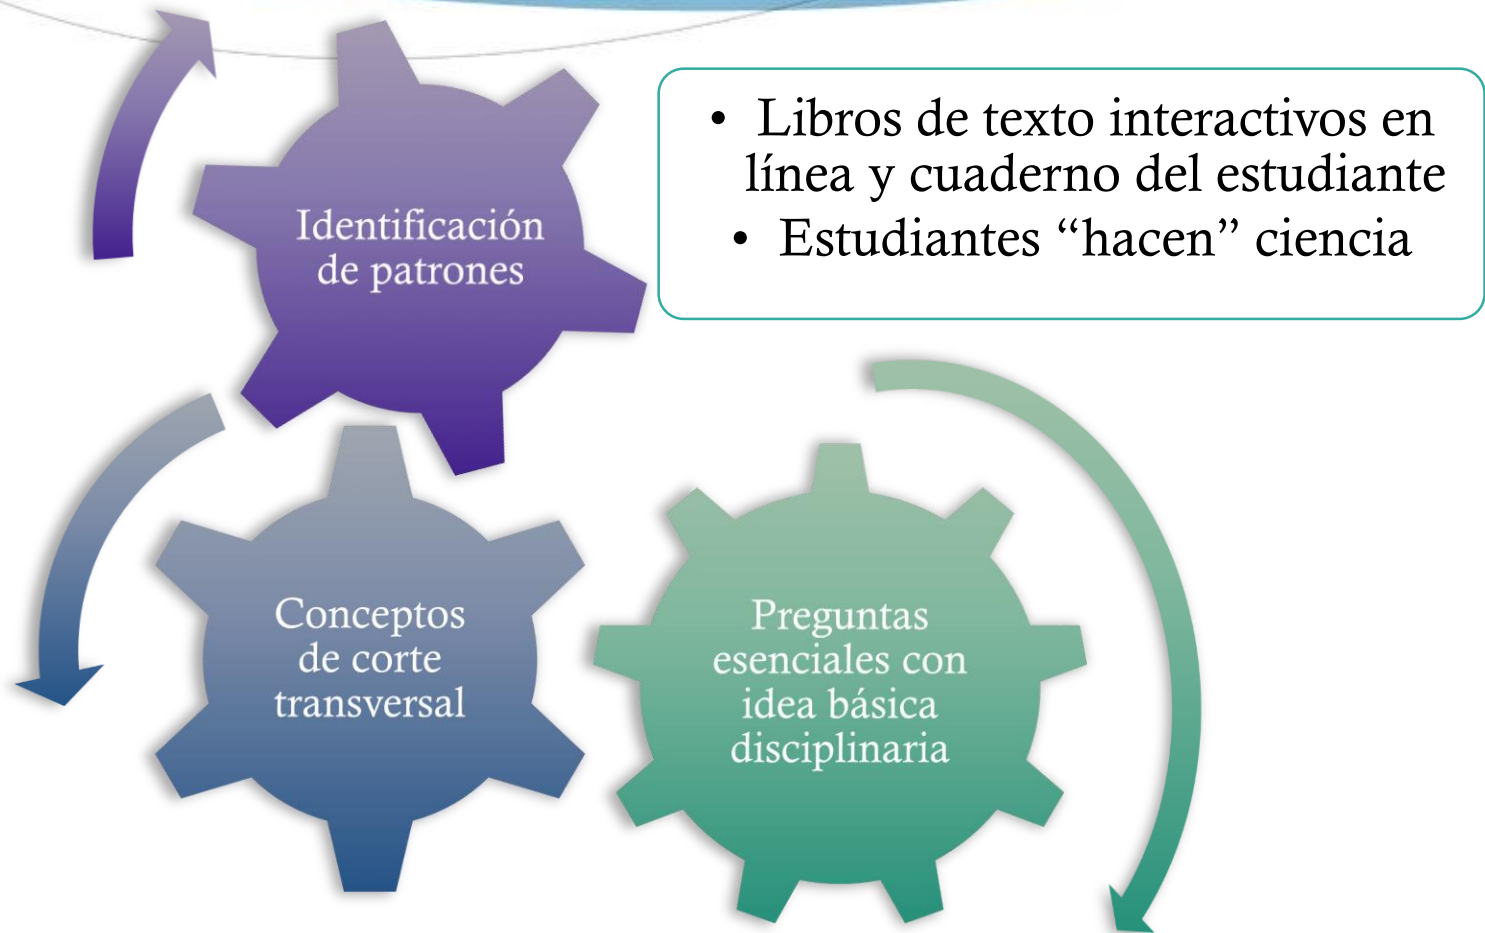 • Libros de texto interactivos en
línea y cuaderno del estudiante
• Estudiantes “hacen” ciencia
Identificación
de patrones
Conceptos
de corte
transversal
Preguntas
esenciales con
idea básica
disciplinaria